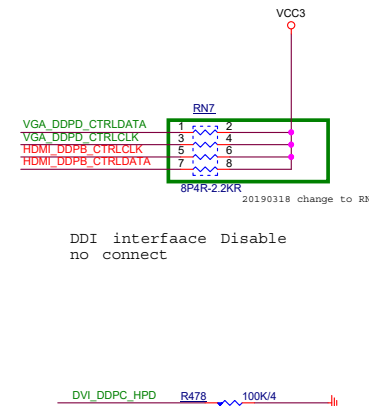 VCC3
RN7
VGA_DDPD_CTRLDATA 1 2
VGA_DDPD_CTRLCLK 3 4
HDMI_DDPB_CTRLCLK 5 6
HDMI_DDPB_CTRLDATA 7 8
8P4R-2.2KR
20190318 change to RN
DDI interfaace Disable
no connect
DVI_DDPC_HPD R478 100K/4